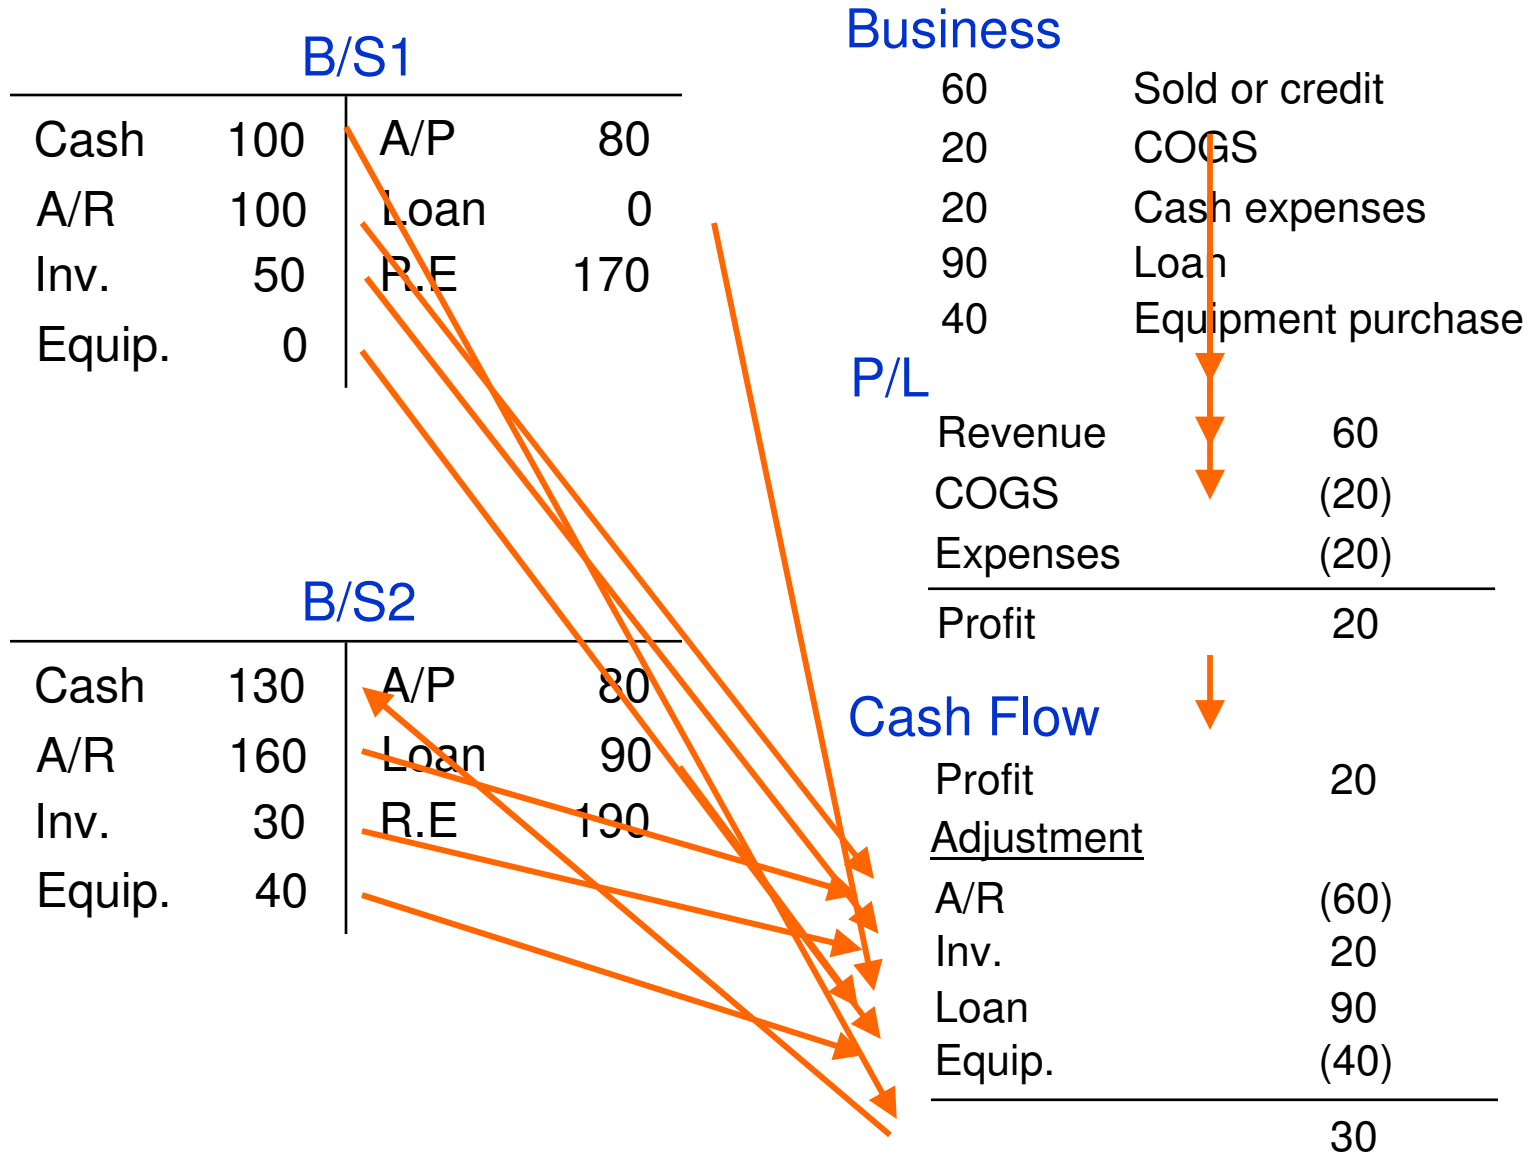 B/S1
Cash 100 A/P 80
A/R 100 Loan 0
Inv. 50 R.E 170
Equip. 0
B/S2
Cash 130 A/P 80
A/R 160 Loan 90
Inv. 30 R.E 190
Equip. 40
Business
60 Sold or credit
20 COGS
20 Cash expenses
90 Loan
40 Equipment purchase
P/L
Revenue 60
COGS (20)
Expenses (20)
Profit 20
Cash Flow
Profit 20
Adjustment
A/R (60)
Inv. 20
Loan 90
Equip. (40)
30